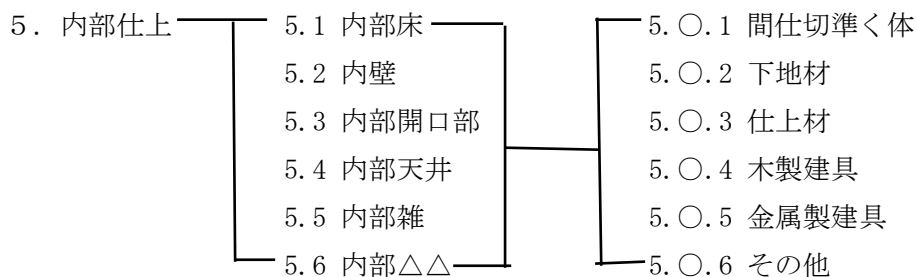 5. 内部仕上 5.1 内部床 5.○.1 間仕切準く体
5.2 内壁 5.○.2 下地材
5.3 内部開口部 5.○.3 仕上材
5.4 内部天井 5.○.4 木製建具
5.5 内部雑 5.○.5 金属製建具
5.6 内部△△ 5.○.6 その他